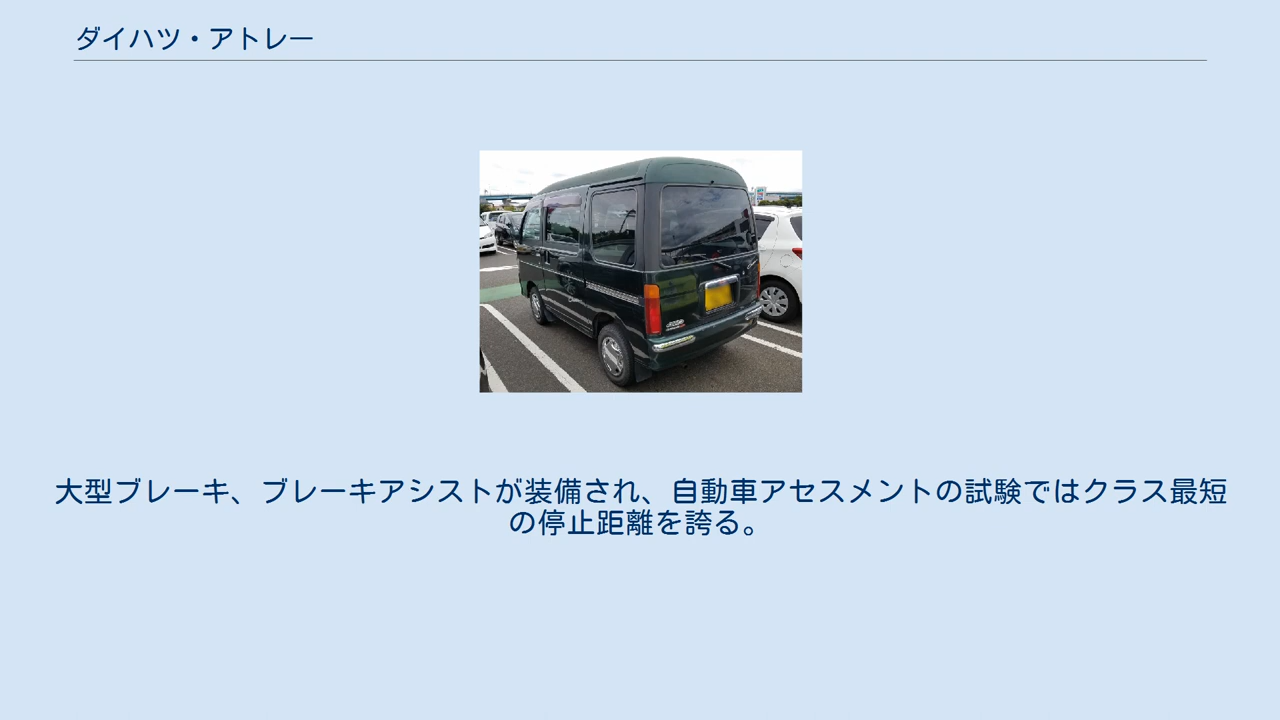 ダイハツ・アトレー
大型ブレーキ、ブレーキアシストが装備され、自動車アセスメントの試験ではクラス最短
の停止距離を誇る。